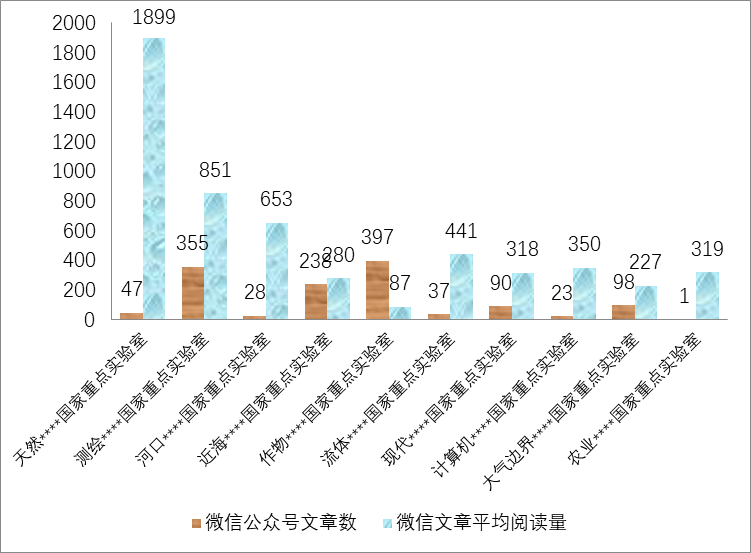 2000
1800
1600
1400
1200
1000
800
600
400
200
0
47
1899
355
851
28
653
238
280
397
87
37
441
90
318
23
350
98
227
1
319
天然****国家重点实验室
测绘****国家重点实验室
河口****国家重点实验室
近海****国家重点实验室
作物****国家重点实验室
流体****国家重点实验室
现代****国家重点实验室
计算机****国家重点实验室
大气边界****国家重点实验室
农业****国家重点实验室
微信公众号文章数
微信文章平均阅读量